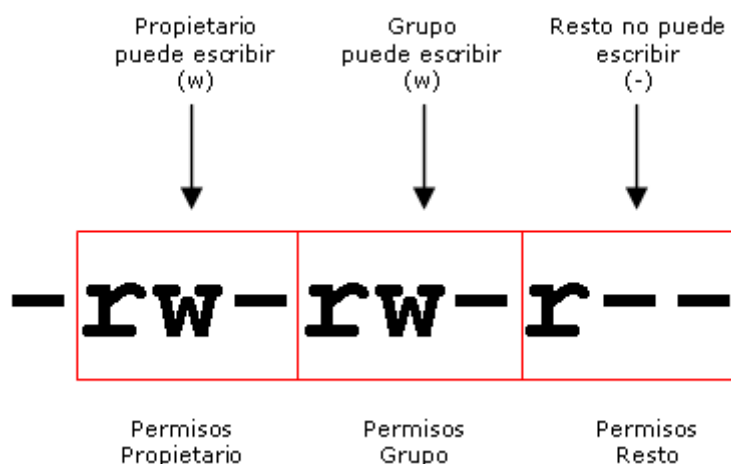 Propietario Grupo Resto no puede
puede escribir puede escribir escribir
(w) (w) (-)
-rw-rw-r--
Permisos Permisos Permisos
Propietario Grupo Resto